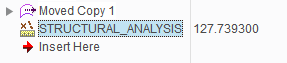 Moved Copy 1
STRUCTURAL_ANALYSIS 127.739300
Insert Here